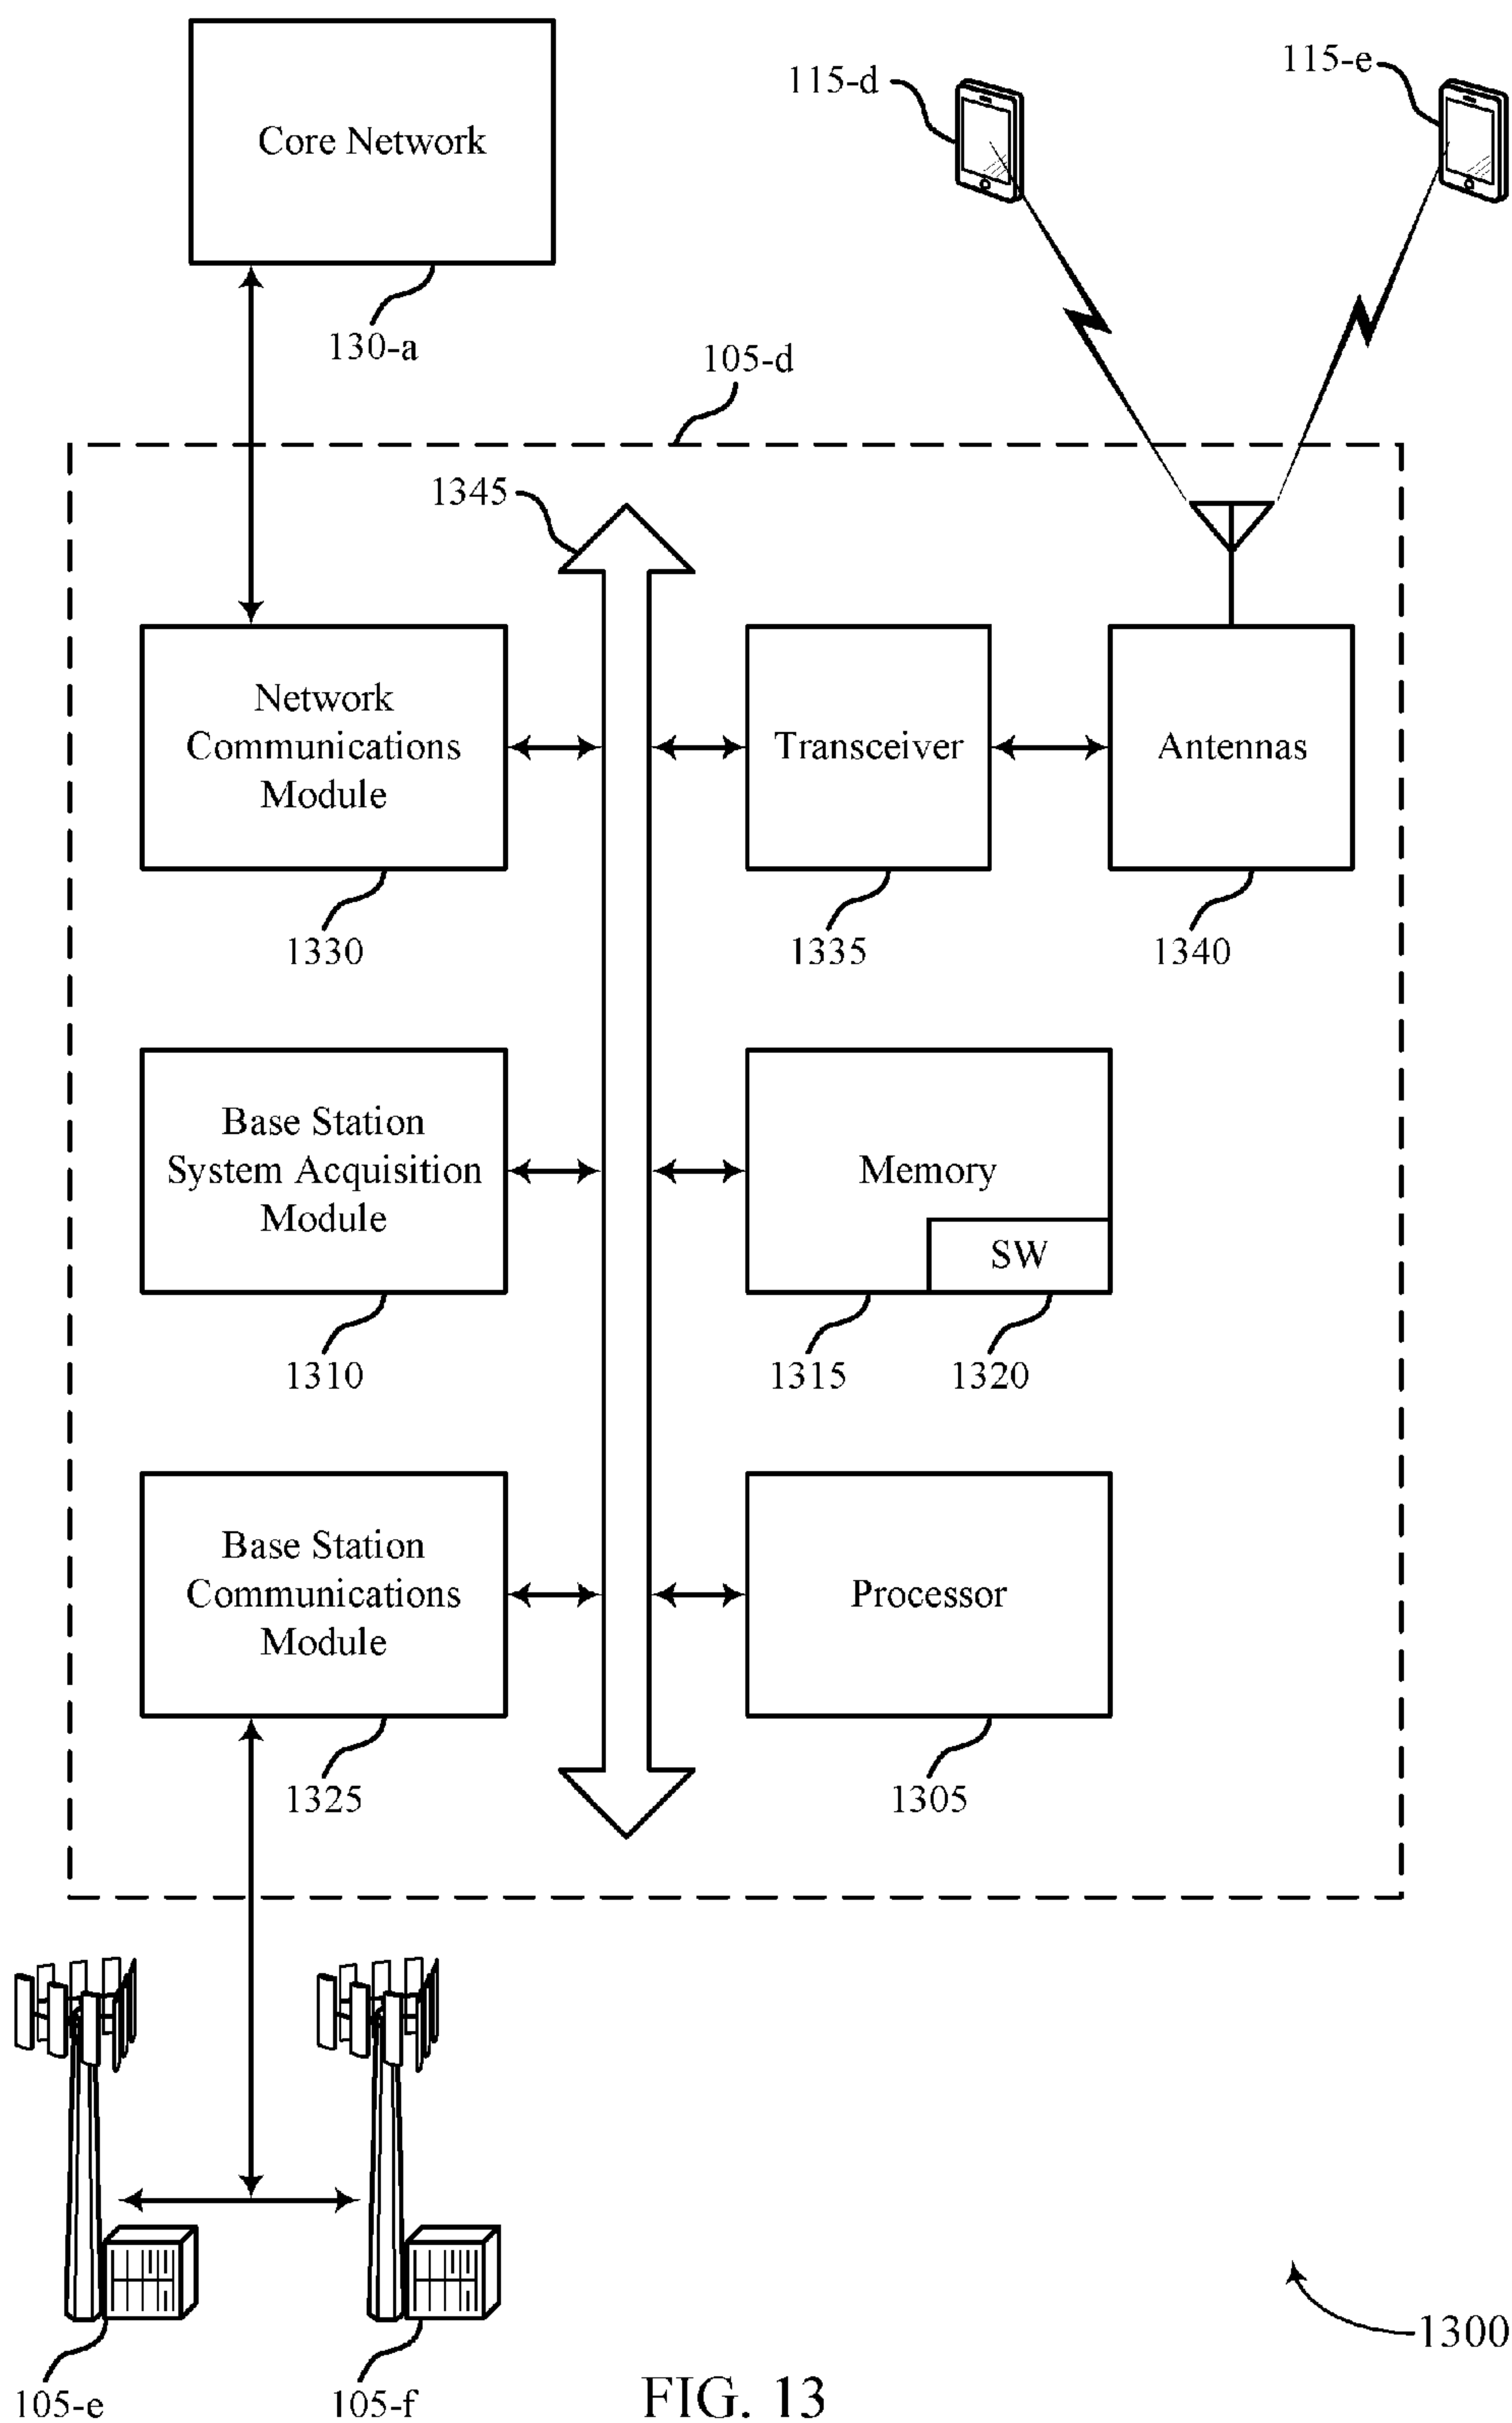 Core Network
130-a
115-d
115-e
105-d
1345
Network
Communications
Module
1330
Transceiver
1335
Antennas
1340
Base Station
System Acquisition
Module
1310
Memory
SW
1315
1320
Base Station
Communications
Module
1325
Processor
1305
105-e
105-f
1300
FIG. 13